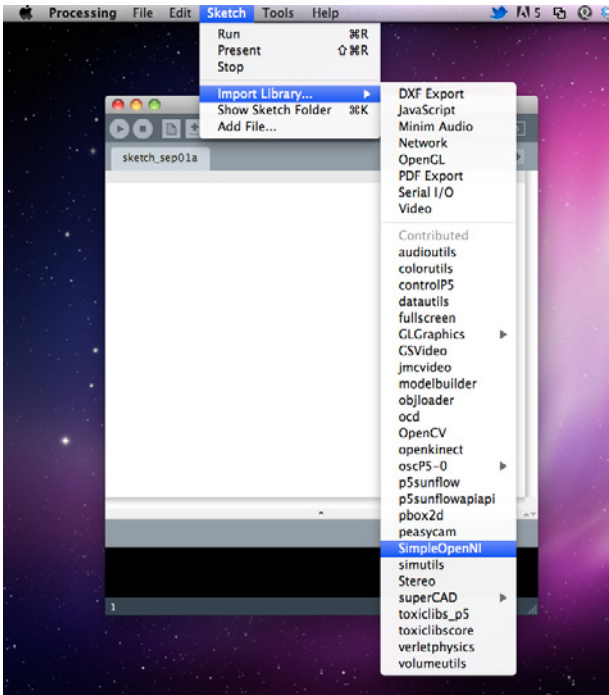 Processing File Edit Sketch Tools Help 5
Run ⌘R
Present ⇧⌘R
Stop
Import Library...
Show Sketch Folder ⌘K
Add File...
sketch_sep01a
DXF Export
JavaScript
Minim Audio
Network
OpenGL
PDF Export
Serial I/O
Video
Contributed
audioutils
colorutils
controlP5
datautils
fullscreen
GLGraphics
GSVideo
jmcvideo
modelbuilder
objloader
ocd
OpenCV
openkinect
oscP5-0
p5sunflow
p5sunflowapiapi
pbox2d
peasycam
SimpleOpenNI
simutils
Stereo
superCAD
toxiclibs_p5
toxiclibscore
verletphysics
volumeutils
1